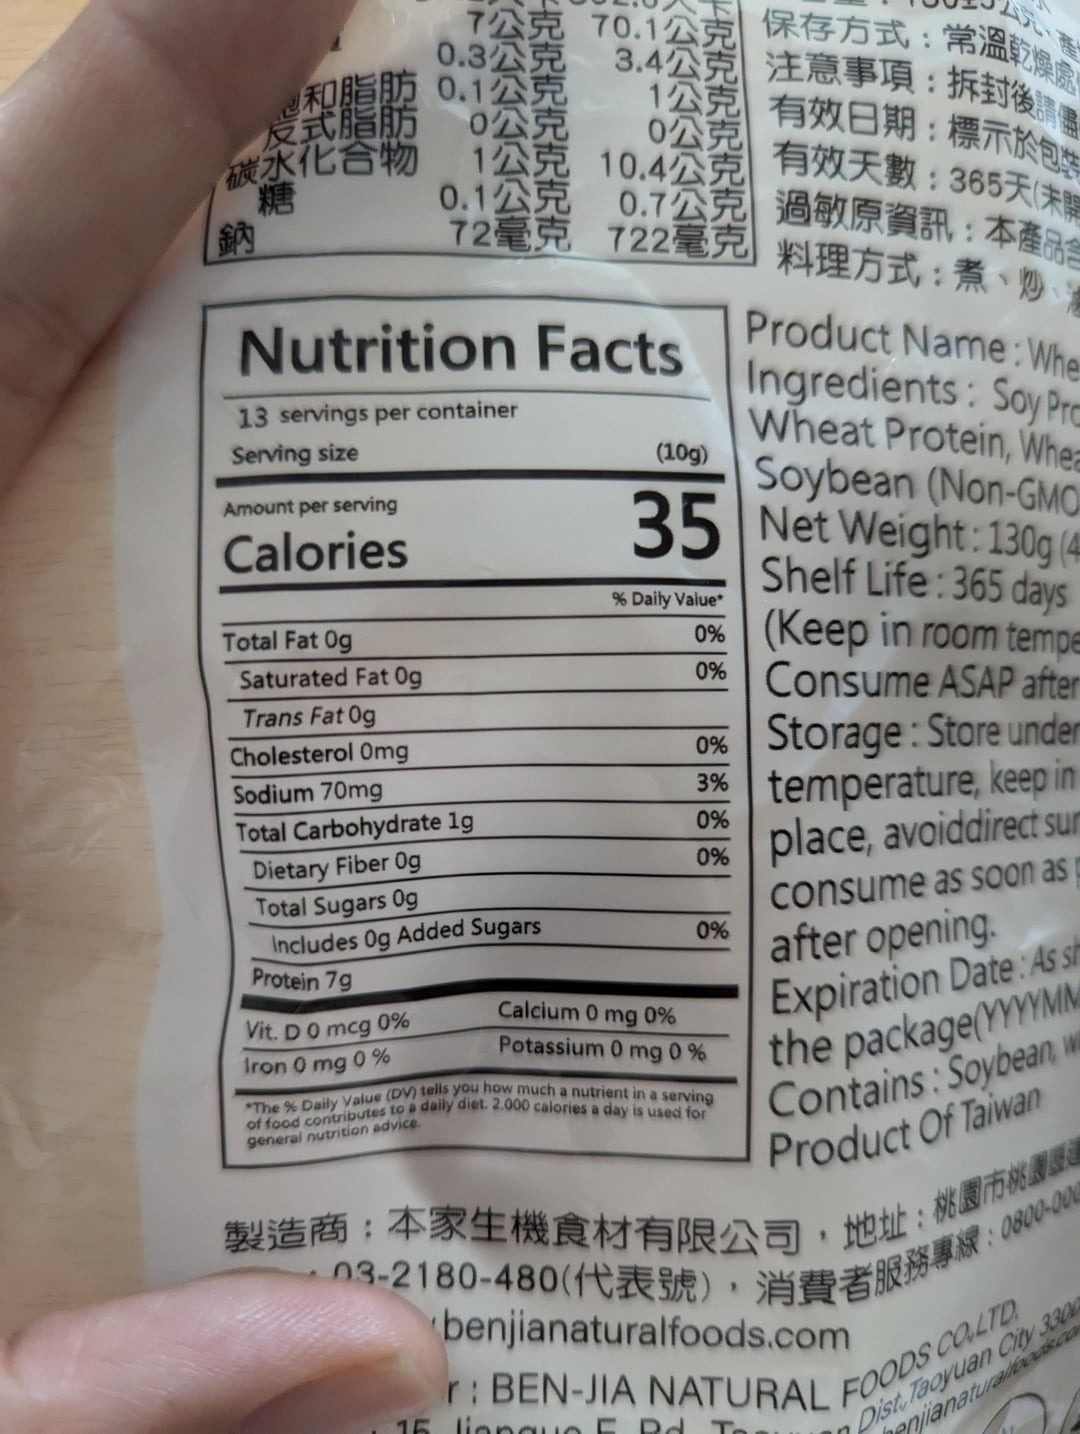 7公克 70.1公克
0.3公克 3.4公克
和脂肪 0.1公克 1公克
反式脂肪 0公克 0公克
碳水化合物 1公克 10.4公克
糖 0.1公克 0.7公克
鈉 72毫克 722毫克
保存方式：常溫乾燥處
注意事項：拆封後請儘
有效日期：標示於包裝
有效天數：365天(未開
過敏原資訊：本產品含
料理方式：煮、炒、
Nutrition Facts
13 servings per container
Serving size (10g)
Amount per serving
Calories 35
% Daily Value*
Total Fat 0g 0%
Saturated Fat 0g 0%
Trans Fat 0g
Cholesterol 0mg 0%
Sodium 70mg 3%
Total Carbohydrate 1g 0%
Dietary Fiber 0g 0%
Total Sugars 0g
Includes 0g Added Sugars 0%
Protein 7g
Vit. D 0 mcg 0% Calcium 0 mg 0%
Iron 0 mg 0 % Potassium 0 mg 0 %
*The % Daily Value (DV) tells you how much a nutrient in a serving
of food contributes to a daily diet. 2,000 calories a day is used for
general nutrition advice.
Product Name : Whe
Ingredients : Soy Pro
Wheat Protein, Whea
Soybean (Non-GMO
Net Weight : 130g (4
Shelf Life : 365 days
(Keep in room tempe
Consume ASAP after
Storage : Store under
temperature, keep in
place, avoiddirect sun
consume as soon as p
after opening.
Expiration Date : As sh
the package(YYYYMM
Contains : Soybean, w
Product Of Taiwan
製造商：本家生機食材有限公司，地址：桃園市桃園區建
03-2180-480(代表號)，消費者服務專線：0800-000
benjianaturalfoods.com
r : BEN-JIA NATURAL FOODS CO.,LTD.
15, Jianguo E. Rd., Dist., Taoyuan City 330
benjianaturalfoods.com